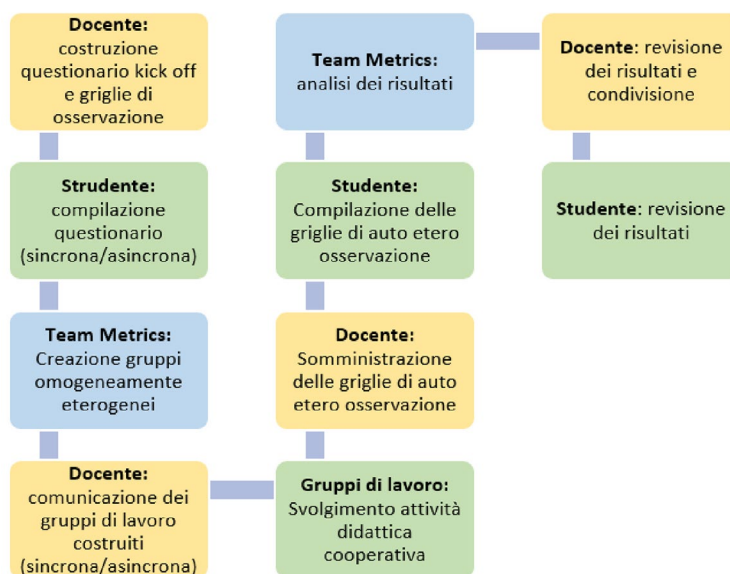 Docente:
costruzione
questionario kick off
e griglie di
osservazione
Strudente:
compilazione
questionario
(sincrona/asincrona)
Team Metrics:
Creazione gruppi
omogeneamente
eterogenei
Docente:
comunicazione dei
gruppi di lavoro
costruiti
(sincrona/asincrona)
Gruppi di lavoro:
Svolgimento attività
didattica
cooperativa
Docente:
Somministrazione
delle griglie di auto
etero osservazione
Studente:
Compilazione delle
griglie di auto etero
osservazione
Team Metrics:
analisi dei risultati
Docente: revisione
dei risultati e
condivisione
Studente: revisione
dei risultati